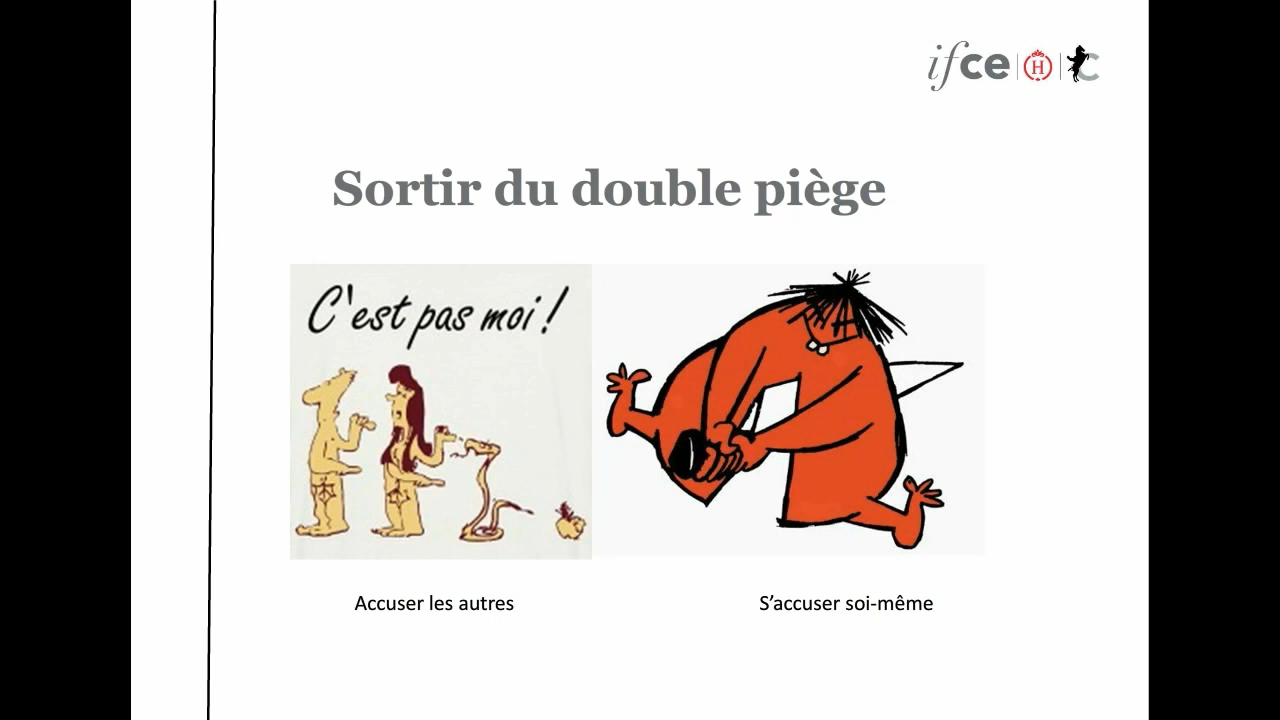 ifce | H | C
Sortir du double piège
C'est pas moi !
Accuser les autres
S'accuser soi-même